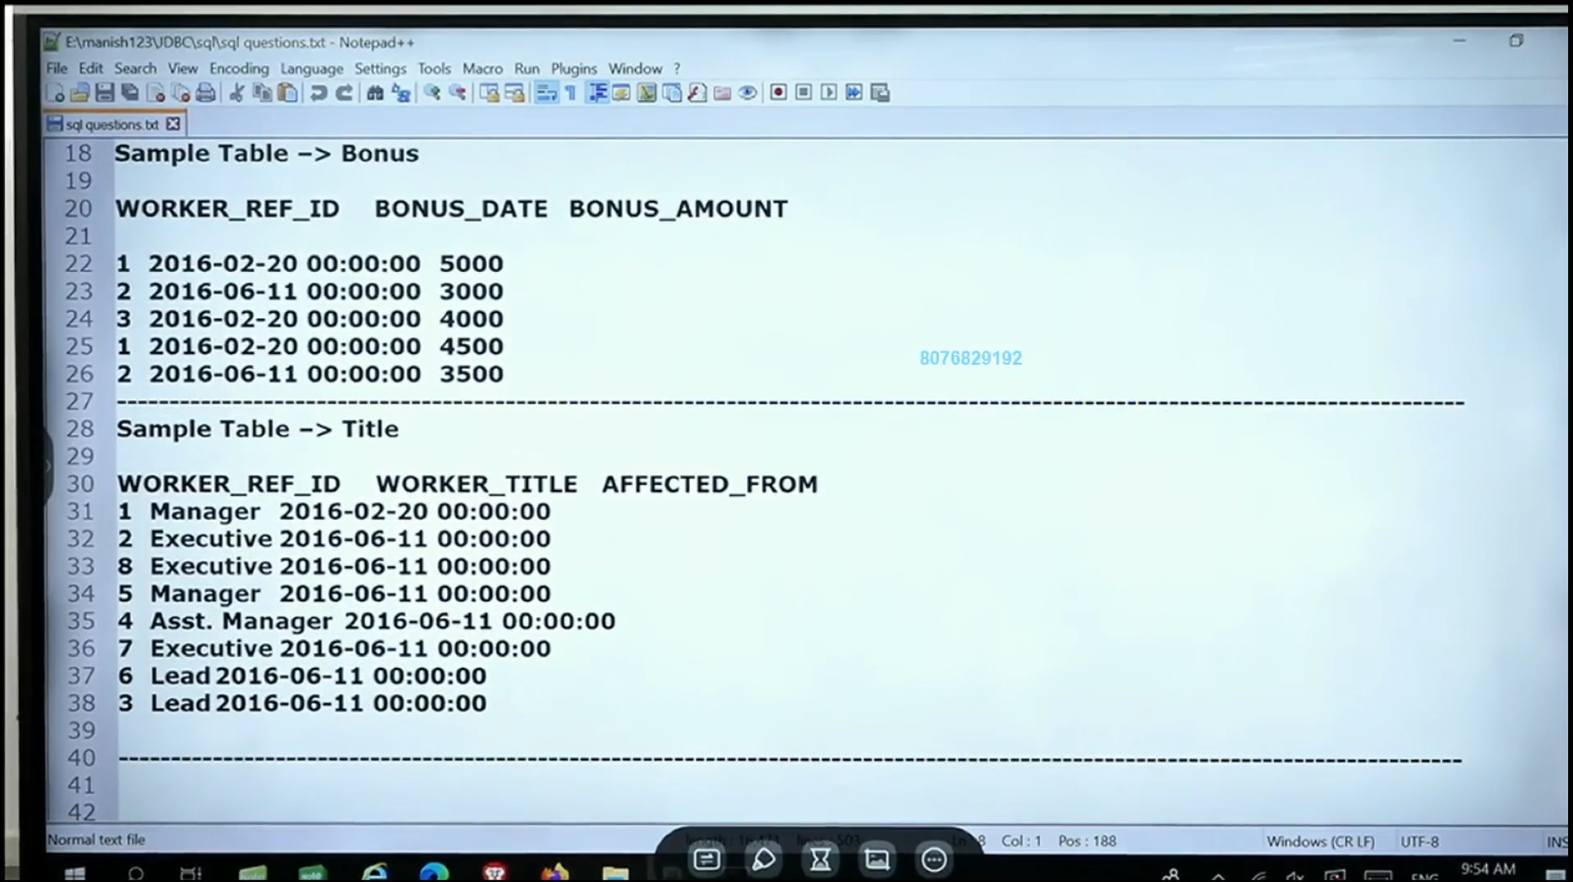 E:\manish123\JDBC\sql\sql questions.txt - Notepad++
File Edit Search View Encoding Language Settings Tools Macro Run Plugins Window ?
sql questions.txt
18 Sample Table –> Bonus
19
20 WORKER_REF_ID BONUS_DATE BONUS_AMOUNT
21
22 1 2016-02-20 00:00:00 5000
23 2 2016-06-11 00:00:00 3000
24 3 2016-02-20 00:00:00 4000
25 1 2016-02-20 00:00:00 4500
8076829192
26 2 2016-06-11 00:00:00 3500
27 ------------------------------------------------------------
28 Sample Table –> Title
29
30 WORKER_REF_ID WORKER_TITLE AFFECTED_FROM
31 1 Manager 2016-02-20 00:00:00
32 2 Executive 2016-06-11 00:00:00
33 8 Executive 2016-06-11 00:00:00
34 5 Manager 2016-06-11 00:00:00
35 4 Asst. Manager 2016-06-11 00:00:00
36 7 Executive 2016-06-11 00:00:00
37 6 Lead 2016-06-11 00:00:00
38 3 Lead 2016-06-11 00:00:00
39
40 ------------------------------------------------------------
41
42
Normal text file 8 Col : 1 Pos : 188 Windows (CR LF) UTF-8 INS
ENG 9:54 AM